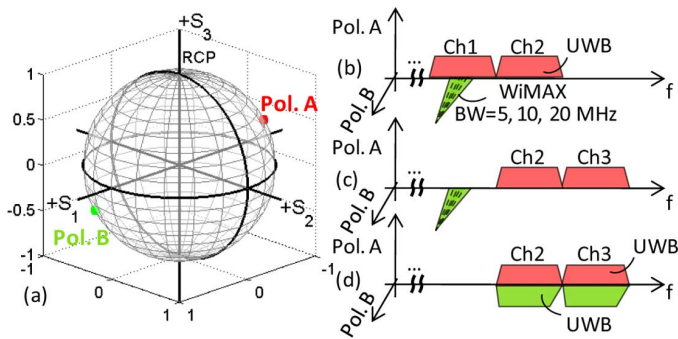 +S3
RCP
Pol. A
1
0.5
0
-0.5
-1
+S1
+S2
Pol. B
-1
0
1
1
0
-1
(a)
Pol. A
(b)
...
Ch1
Ch2
UWB
WiMAX
BW=5, 10, 20 MHz
Pol. B
f
Pol. A
(c)
...
Ch2
Ch3
Pol. B
f
Pol. A
(d)
...
Ch2
Ch3
UWB
Pol. B
UWB
f